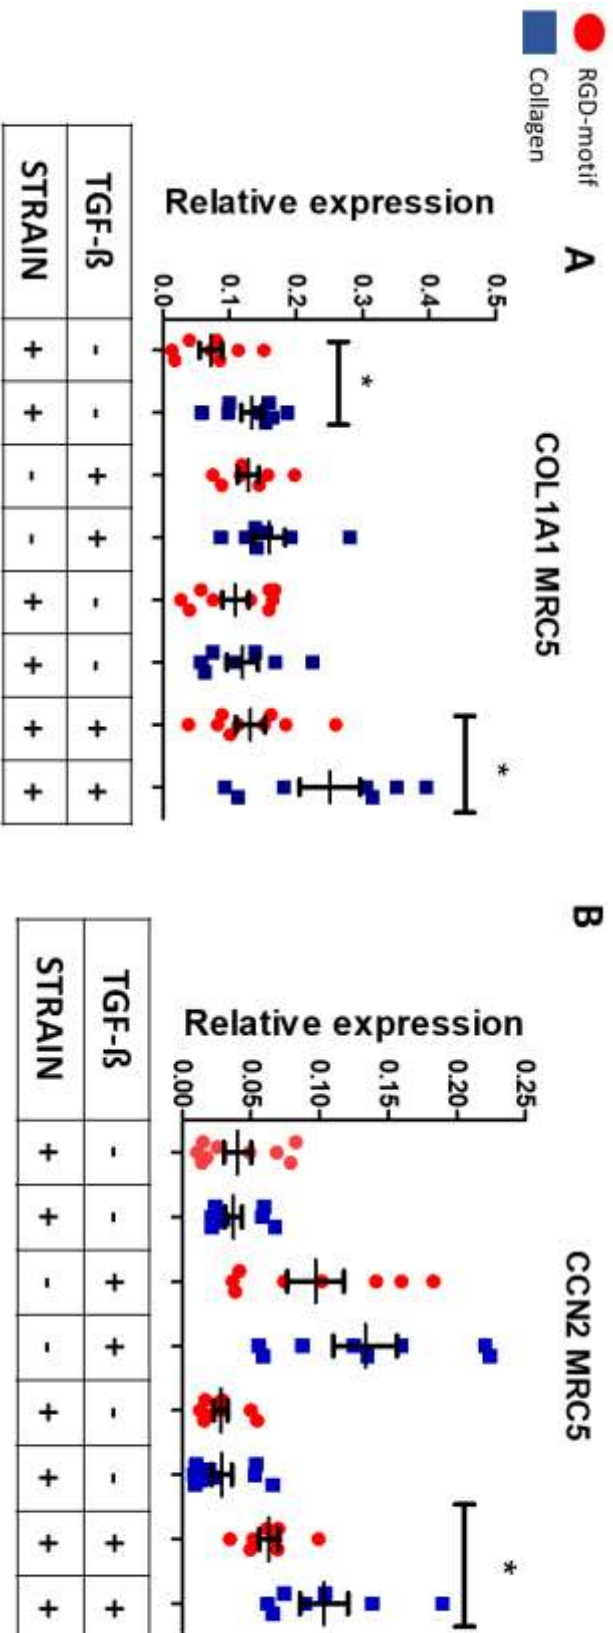 RGD-motif
Collagen
A
COL1A1 MRC5
Relative expression
0.5
0.4
0.3
0.2
0.1
0.0
*
*
TGF-ß - - + + - - + +
STRAIN + + - - + + + +
B
CCN2 MRC5
Relative expression
0.25
0.20
0.15
0.10
0.05
0.00
*
TGF-ß - - + + - - + +
STRAIN + + - - + + + +